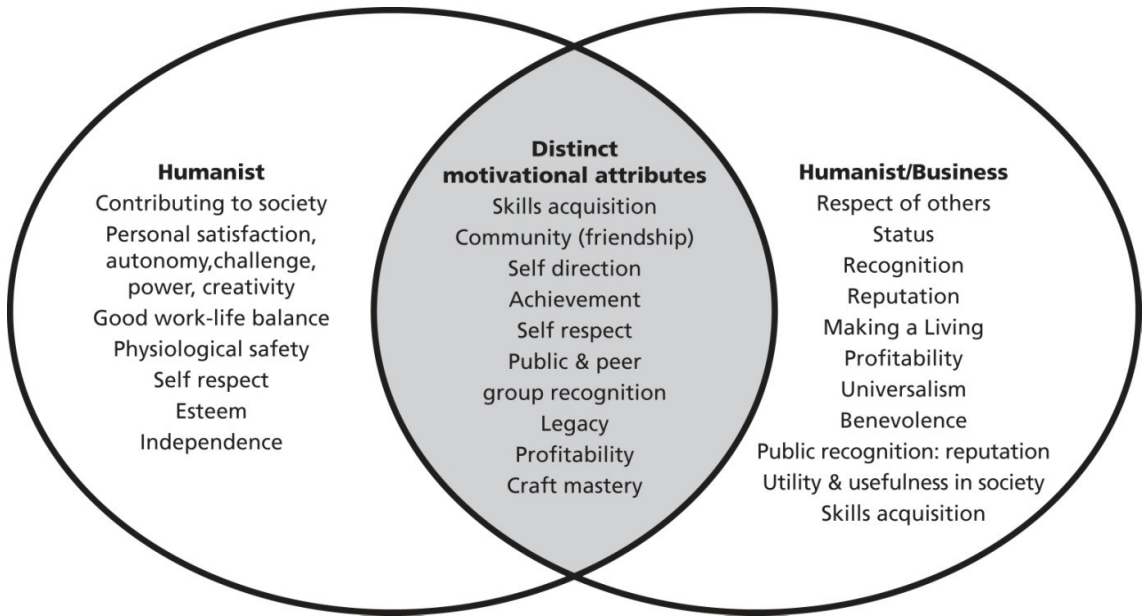 Humanist
Contributing to society
Personal satisfaction,
autonomy,challenge,
power, creativity
Good work-life balance
Physiological safety
Self respect
Esteem
Independence
Distinct
motivational attributes
Skills acquisition
Community (friendship)
Self direction
Achievement
Self respect
Public & peer
group recognition
Legacy
Profitability
Craft mastery
Humanist/Business
Respect of others
Status
Recognition
Reputation
Making a Living
Profitability
Universalism
Benevolence
Public recognition: reputation
Utility & usefulness in society
Skills acquisition